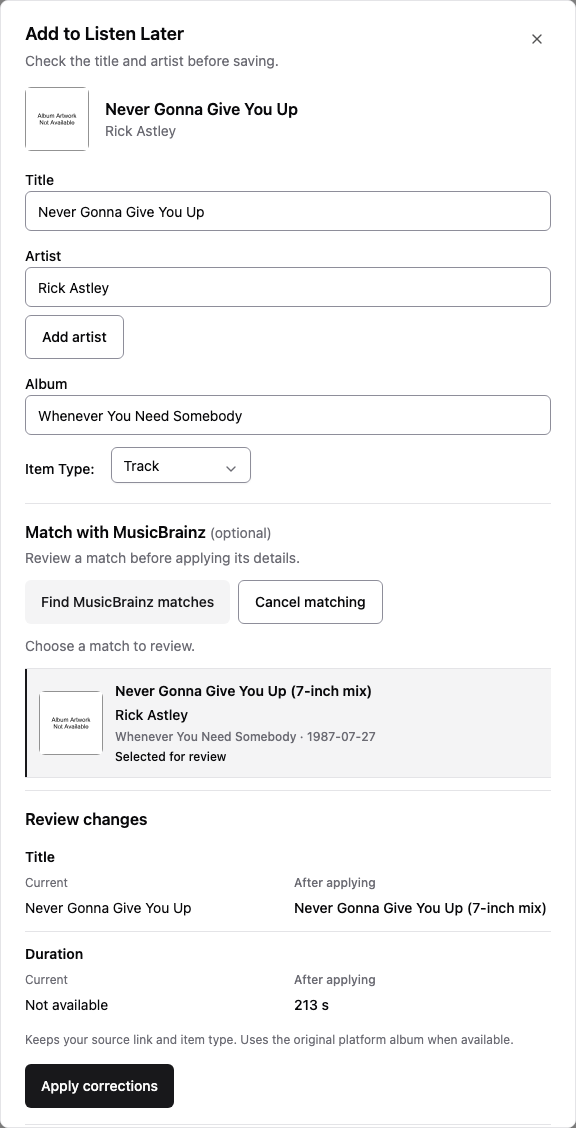 Add to Listen Later
Check the title and artist before saving.
Album Artwork
Not Available
Never Gonna Give You Up
Rick Astley
Title
Never Gonna Give You Up
Artist
Rick Astley
Add artist
Album
Whenever You Need Somebody
Item Type: Track
Match with MusicBrainz (optional)
Review a match before applying its details.
Find MusicBrainz matches Cancel matching
Choose a match to review.
Album Artwork
Not Available
Never Gonna Give You Up (7-inch mix)
Rick Astley
Whenever You Need Somebody · 1987-07-27
Selected for review
Review changes
Title
Current After applying
Never Gonna Give You Up Never Gonna Give You Up (7-inch mix)
Duration
Current After applying
Not available 213 s
Keeps your source link and item type. Uses the original platform album when available.
Apply corrections